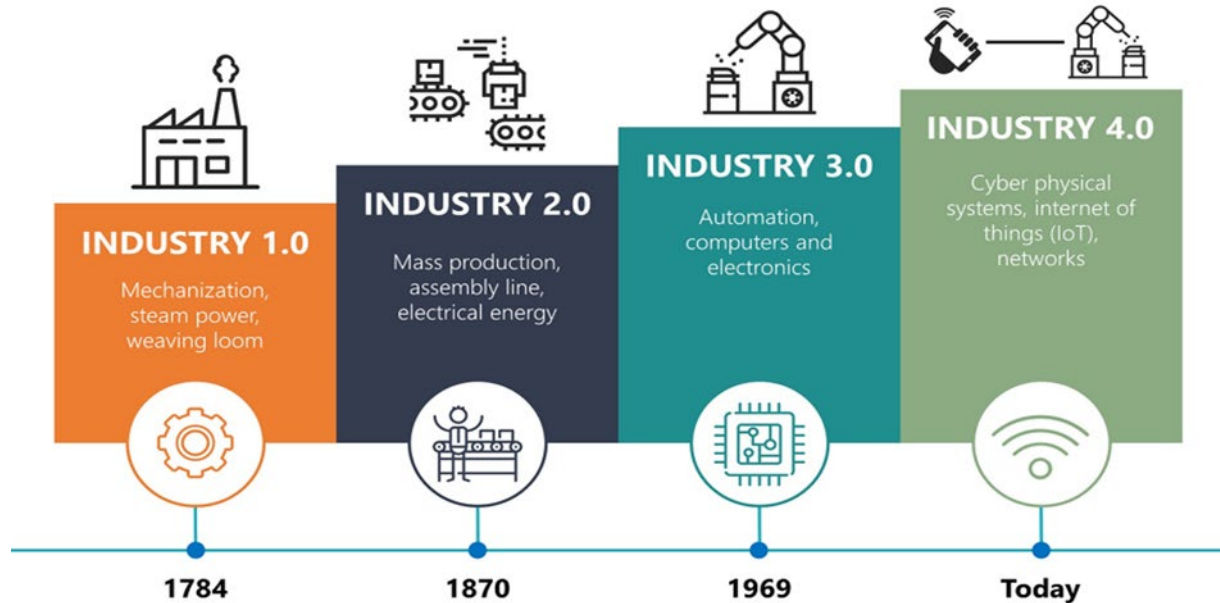 INDUSTRY 1.0
Mechanization,
steam power,
weaving loom
INDUSTRY 2.0
Mass production,
assembly line,
electrical energy
INDUSTRY 3.0
Automation,
computers and
electronics
INDUSTRY 4.0
Cyber physical
systems, internet of
things (IoT),
networks
1784
1870
1969
Today